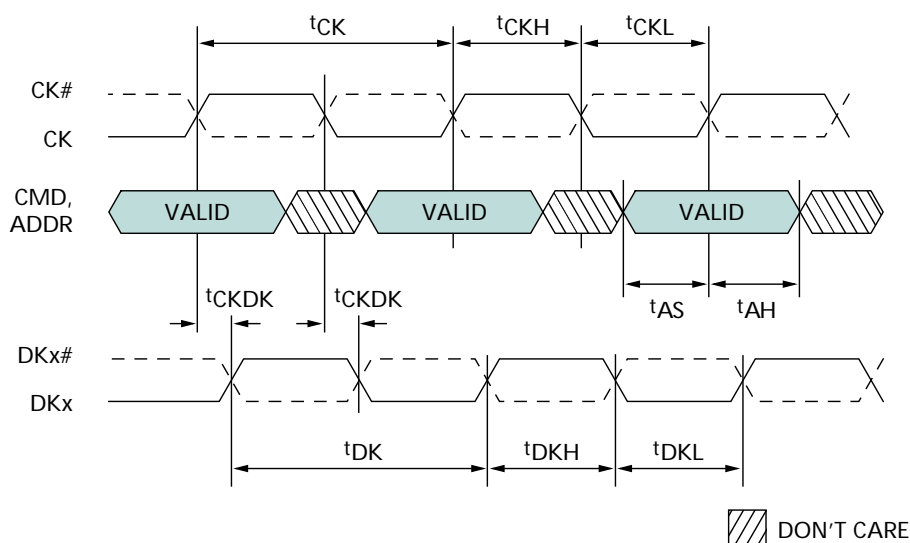 tCK tCKH tCKL
CK#
CK
CMD,
ADDR
VALID VALID VALID
tCKDK tCKDK
tAS tAH
DKx#
DKx
tDK tDKH tDKL
DON'T CARE